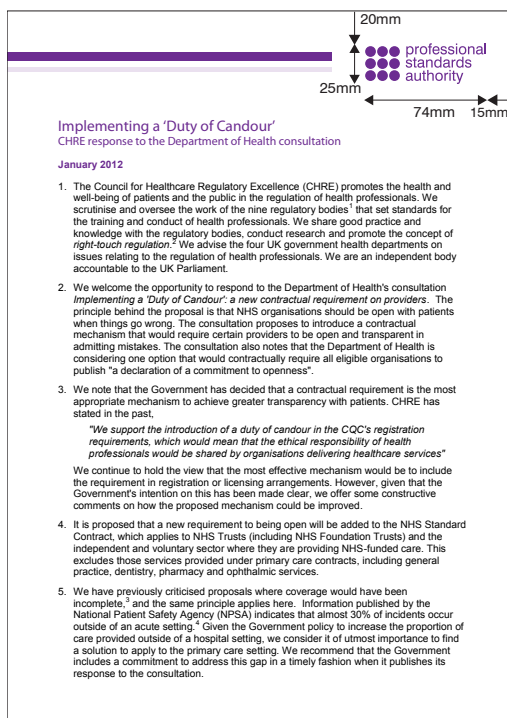 20mm
professional
standards
authority
25mm
74mm
15mm
Implementing a 'Duty of Candour'
CHRE response to the Department of Health consultation
January 2012
1. The Council for Healthcare Regulatory Excellence (CHRE) promotes the health and
well-being of patients and the public in the regulation of health professionals. We
scrutinise and oversee the work of the nine regulatory bodies1 that set standards for
the training and conduct of health professionals. We share good practice and
knowledge with the regulatory bodies, conduct research and promote the concept of
right-touch regulation.2 We advise the four UK government health departments on
issues relating to the regulation of health professionals. We are an independent body
accountable to the UK Parliament.
2. We welcome the opportunity to respond to the Department of Health's consultation
Implementing a 'Duty of Candour': a new contractual requirement on providers. The
principle behind the proposal is that NHS organisations should be open with patients
when things go wrong. The consultation proposes to introduce a contractual
mechanism that would require certain providers to be open and transparent in
admitting mistakes. The consultation also notes that the Department of Health is
considering one option that would contractually require all eligible organisations to
publish "a declaration of a commitment to openness".
3. We note that the Government has decided that a contractual requirement is the most
appropriate mechanism to achieve greater transparency with patients. CHRE has
stated in the past,
"We support the introduction of a duty of candour in the CQC's registration
requirements, which would mean that the ethical responsibility of health
professionals would be shared by organisations delivering healthcare services"
We continue to hold the view that the most effective mechanism would be to include
the requirement in registration or licensing arrangements. However, given that the
Government's intention on this has been made clear, we offer some constructive
comments on how the proposed mechanism could be improved.
4. It is proposed that a new requirement to being open will be added to the NHS Standard
Contract, which applies to NHS Trusts (including NHS Foundation Trusts) and the
independent and voluntary sector where they are providing NHS-funded care. This
excludes those services provided under primary care contracts, including general
practice, dentistry, pharmacy and ophthalmic services.
5. We have previously criticised proposals where coverage would have been
incomplete,3 and the same principle applies here. Information published by the
National Patient Safety Agency (NPSA) indicates that almost 30% of incidents occur
outside of an acute setting.4 Given the Government policy to increase the proportion of
care provided outside of a hospital setting, we consider it of utmost importance to find
a solution to apply to the primary care setting. We recommend that the Government
includes a commitment to address this gap in a timely fashion when it publishes its
response to the consultation.